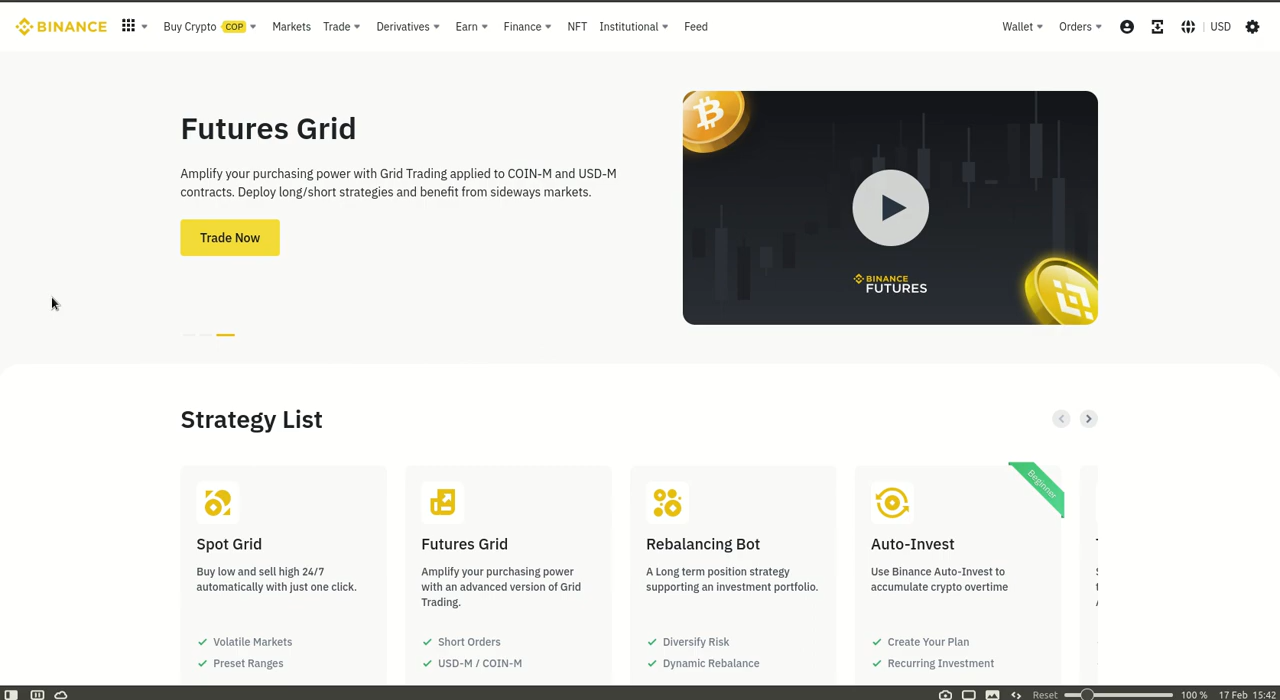 BINANCE
Buy Crypto COP Markets Trade Derivatives Earn Finance NFT Institutional Feed
Wallet Orders | USD
Futures Grid
Amplify your purchasing power with Grid Trading applied to COIN-M and USD-M
contracts. Deploy long/short strategies and benefit from sideways markets.
Trade Now
BINANCE
FUTURES
Strategy List
Beginner
Spot Grid
Buy low and sell high 24/7
automatically with just one click.
Volatile Markets
Preset Ranges
Futures Grid
Amplify your purchasing power
with an advanced version of Grid
Trading.
Short Orders
USD-M / COIN-M
Rebalancing Bot
A Long term position strategy
supporting an investment portfolio.
Diversify Risk
Dynamic Rebalance
Auto-Invest
Use Binance Auto-Invest to
accumulate crypto overtime
Create Your Plan
Recurring Investment
Reset 100 % 17 Feb 15:42